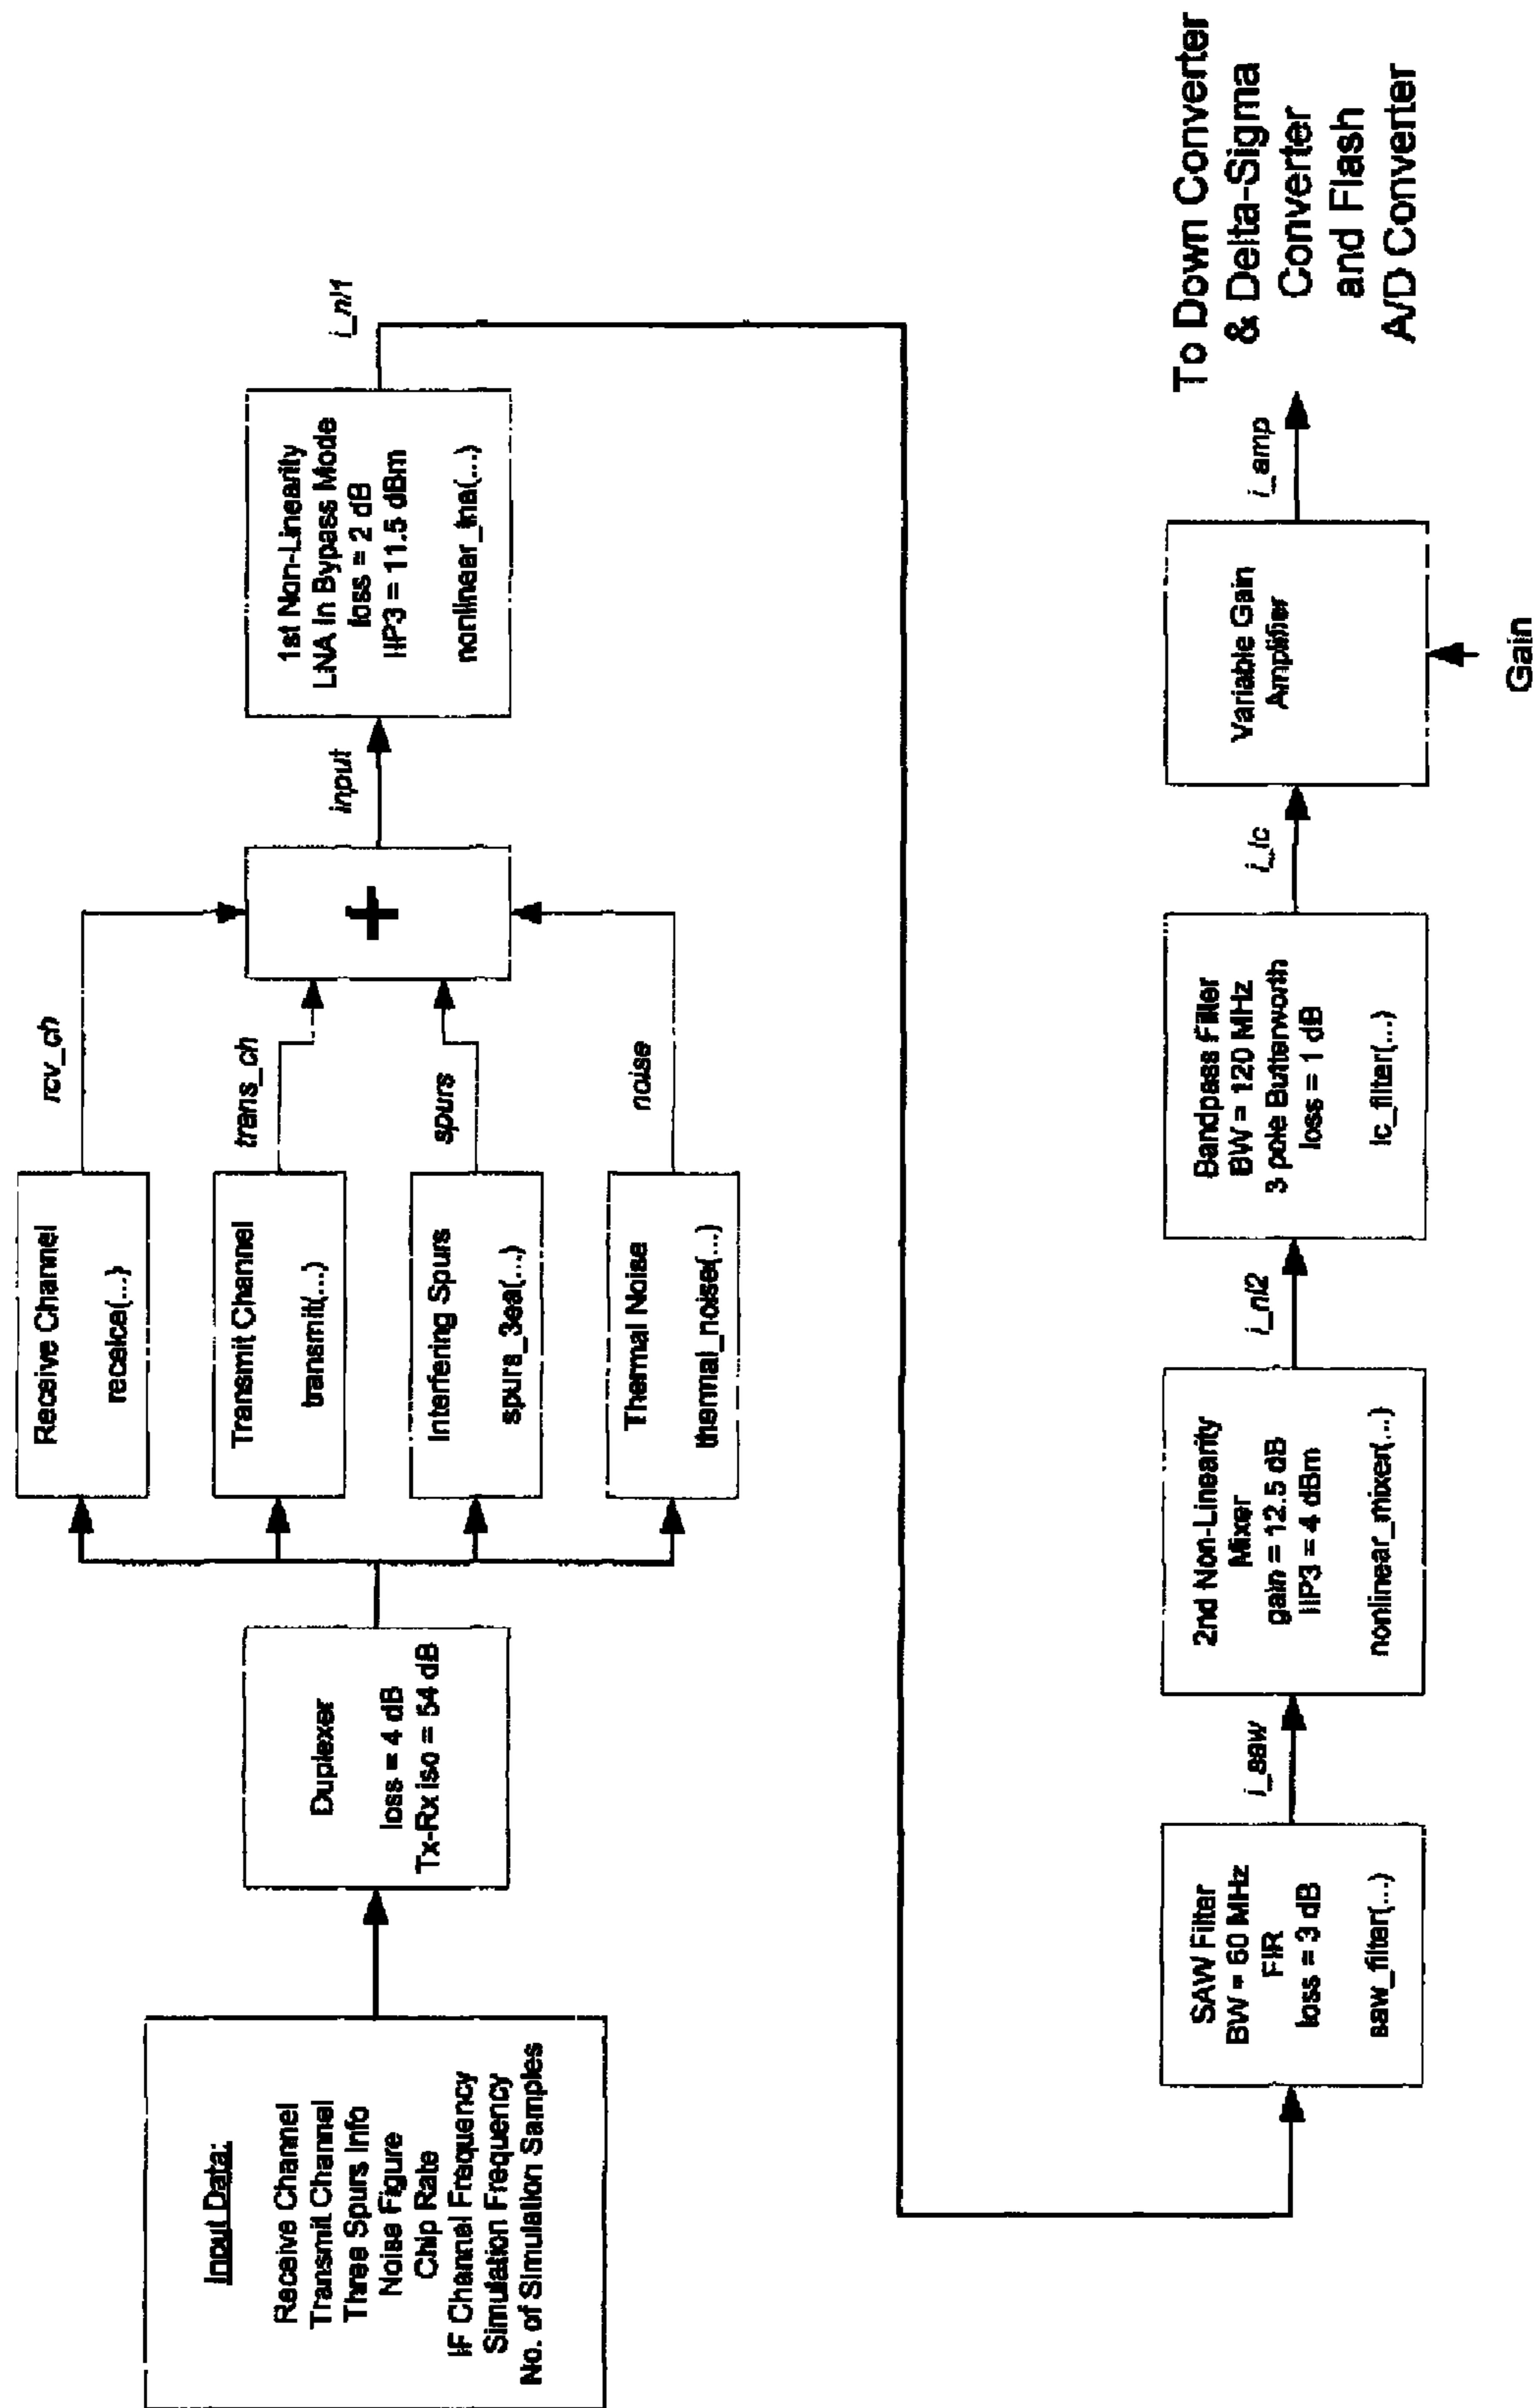 Input Data:
Receive Channel
Transmit Channel
Three Spurs Info
Noise Figure
Chip Rate
IF Channel Frequency
Simulation Frequency
No. of Simulation Samples
Duplexer
loss = 4 dB
Tx-Rx iso = 54 dB
Receive Channel
receice(...)
Transmit Channel
transmit(...)
Interfering Spurs
spurs_3ea(...)
Thermal Noise
thermal_noise(...)
rcv_ch
trans_ch
spurs
noise
+
input
1st Non-Linearity
LNA In Bypass Mode
loss = 2 dB
IIP3 = 11.5 dBm
nonlinear_lna(...)
i_nl1
SAW Filter
BW = 60 MHz
FIR
loss = 3 dB
saw_filter(...)
i_saw
2nd Non-Linearity
Mixer
gain = 12.5 dB
IIP3 = 4 dBm
nonlinear_mixer(...)
i_nl2
Bandpass Filter
BW = 120 MHz
3 pole Butterworth
loss = 1 dB
lc_filter(...)
i_lc
Variable Gain
Amplifier
Gain
i_amp
To Down Converter
& Delta-Sigma
Converter
and Flash
A/D Converter